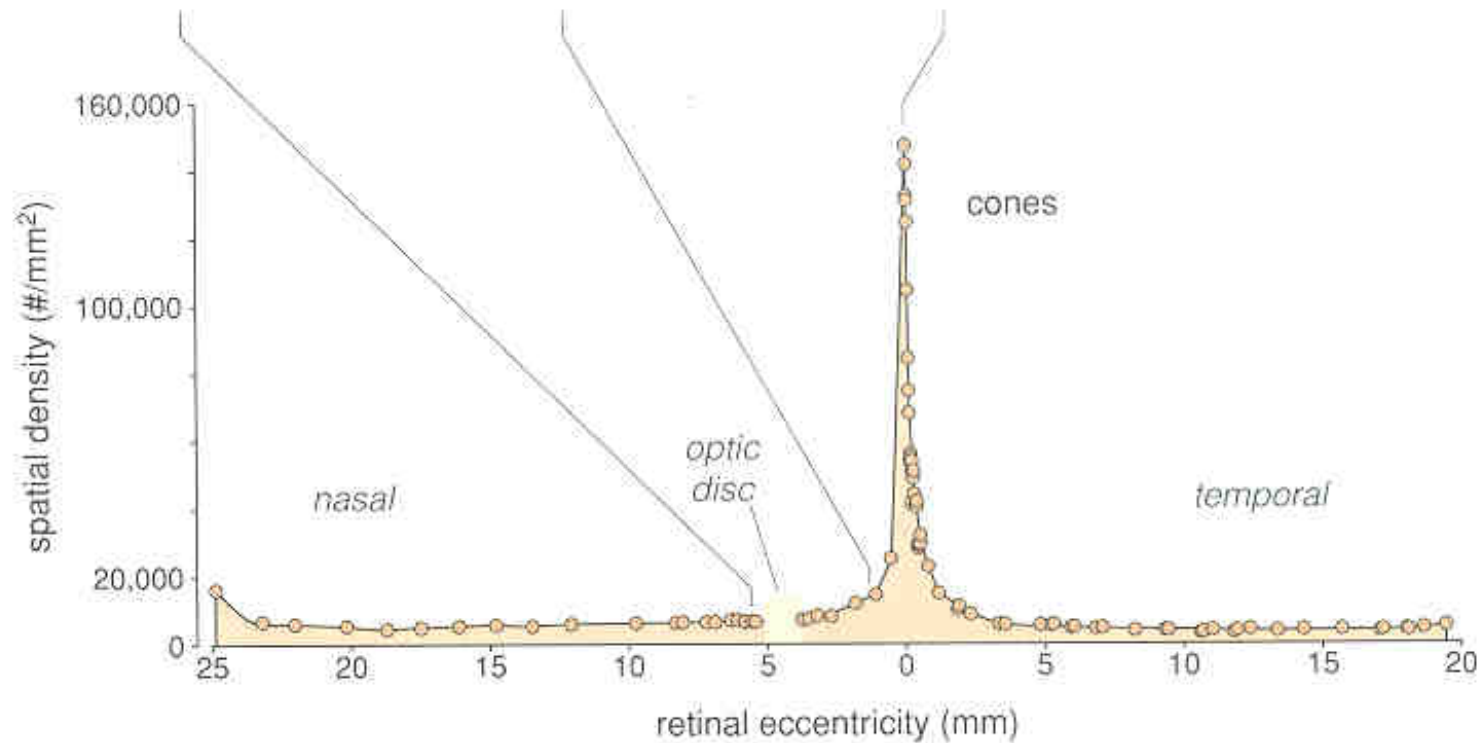 160,000
100,000
20,000
0
spatial density (#/mm²)
cones
optic
disc
nasal
temporal
25 20 15 10 5 0 5 10 15 20
retinal eccentricity (mm)